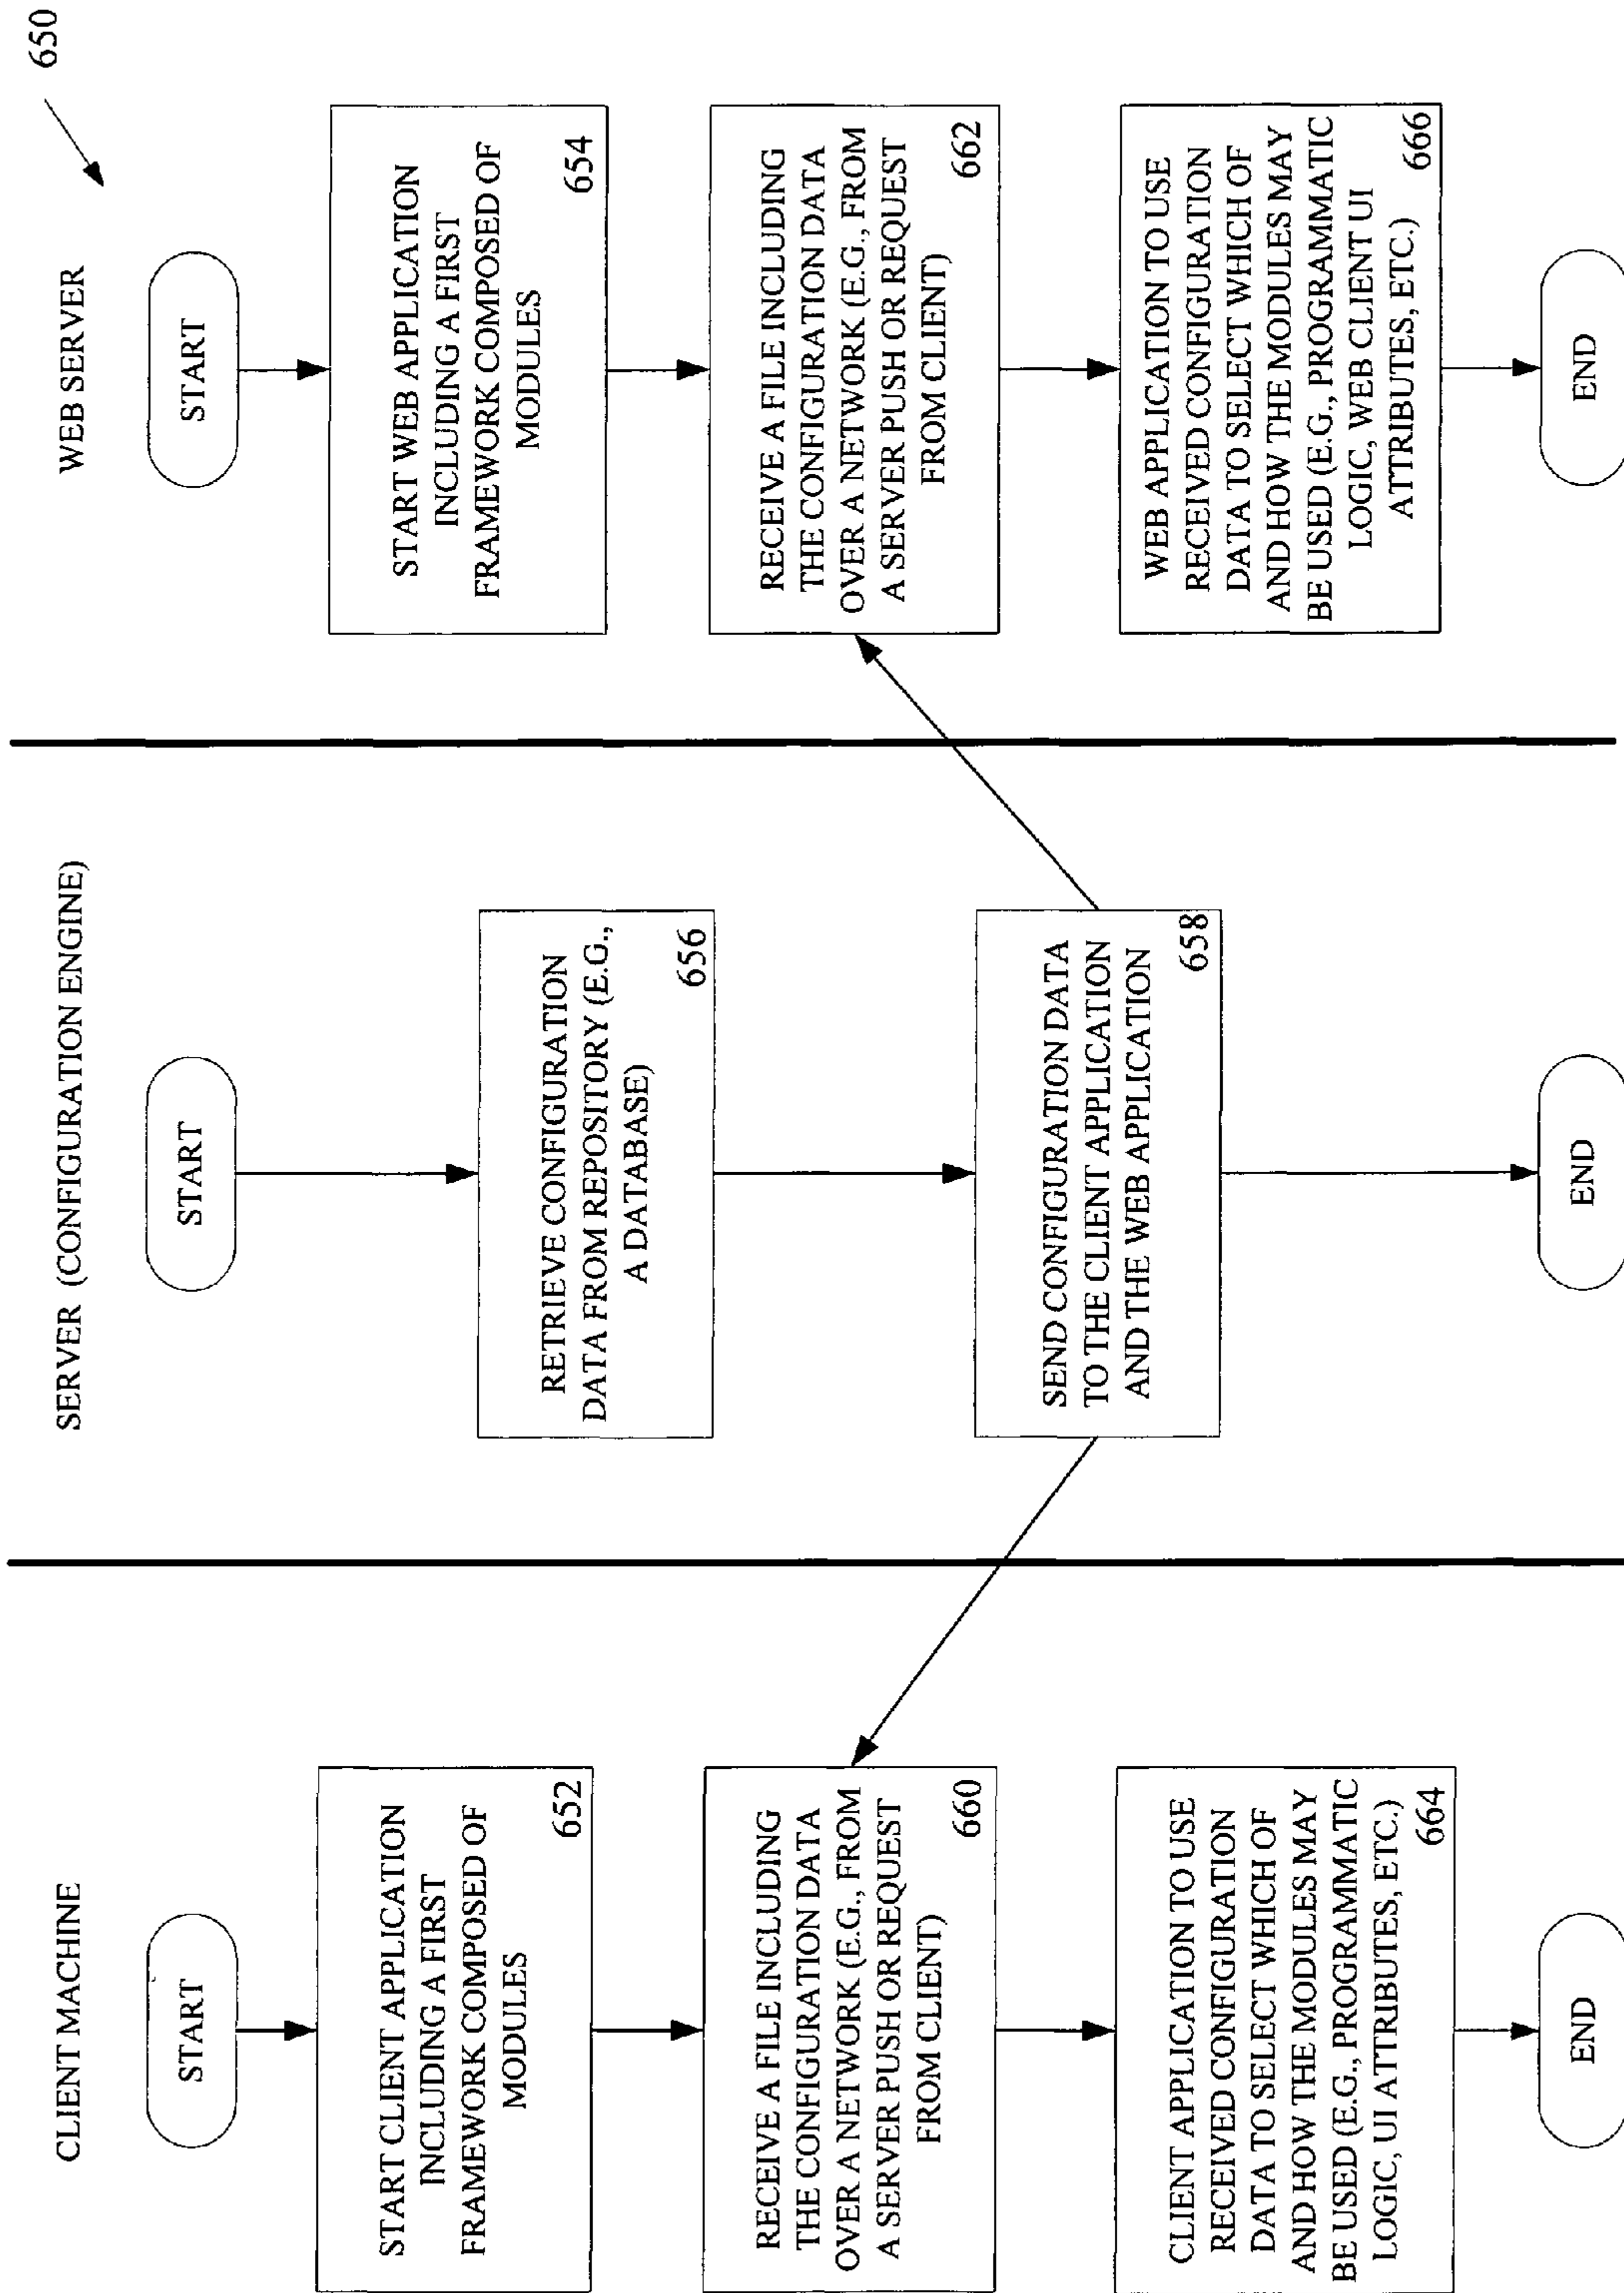 650
CLIENT MACHINE
START
START CLIENT APPLICATION
INCLUDING A FIRST
FRAMEWORK COMPOSED OF
MODULES
652
RECEIVE A FILE INCLUDING
THE CONFIGURATION DATA
OVER A NETWORK (E.G., FROM
A SERVER PUSH OR REQUEST
FROM CLIENT)
660
CLIENT APPLICATION TO USE
RECEIVED CONFIGURATION
DATA TO SELECT WHICH OF
AND HOW THE MODULES MAY
BE USED (E.G., PROGRAMMATIC
LOGIC, UI ATTRIBUTES, ETC.)
664
END
SERVER (CONFIGURATION ENGINE)
START
RETRIEVE CONFIGURATION
DATA FROM REPOSITORY (E.G.,
A DATABASE)
656
SEND CONFIGURATION DATA
TO THE CLIENT APPLICATION
AND THE WEB APPLICATION
658
END
WEB SERVER
START
START WEB APPLICATION
INCLUDING A FIRST
FRAMEWORK COMPOSED OF
MODULES
654
RECEIVE A FILE INCLUDING
THE CONFIGURATION DATA
OVER A NETWORK (E.G., FROM
A SERVER PUSH OR REQUEST
FROM CLIENT)
662
WEB APPLICATION TO USE
RECEIVED CONFIGURATION
DATA TO SELECT WHICH OF
AND HOW THE MODULES MAY
BE USED (E.G., PROGRAMMATIC
LOGIC, WEB CLIENT UI
ATTRIBUTES, ETC.)
666
END